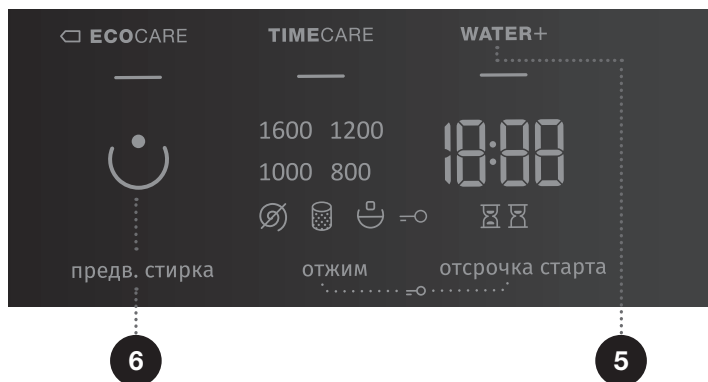 ECOCARE TIMECARE WATER+
1600 1200
18:88
1000 800
предв. стирка отжим отсрочка старта
6 5